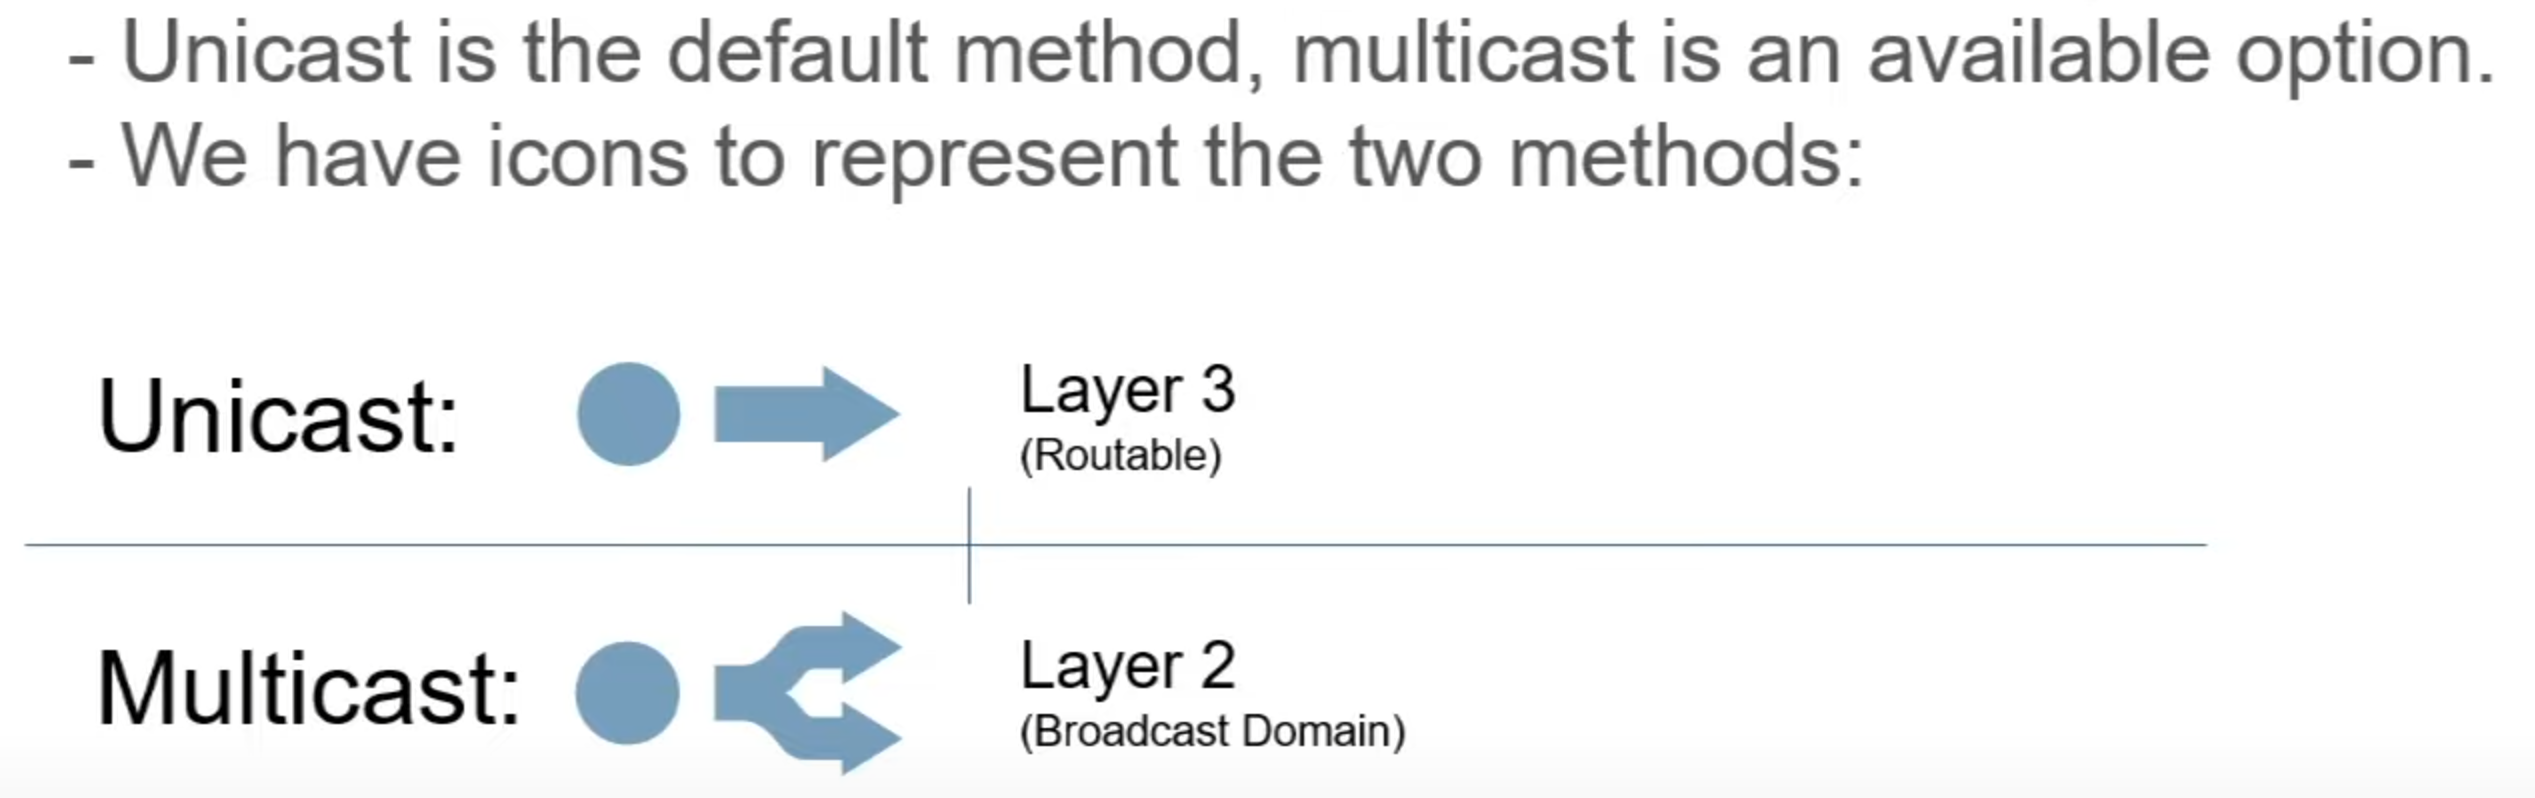 - Unicast is the default method, multicast is an available option.
- We have icons to represent the two methods:
Unicast:
Layer 3
(Routable)
Multicast:
Layer 2
(Broadcast Domain)